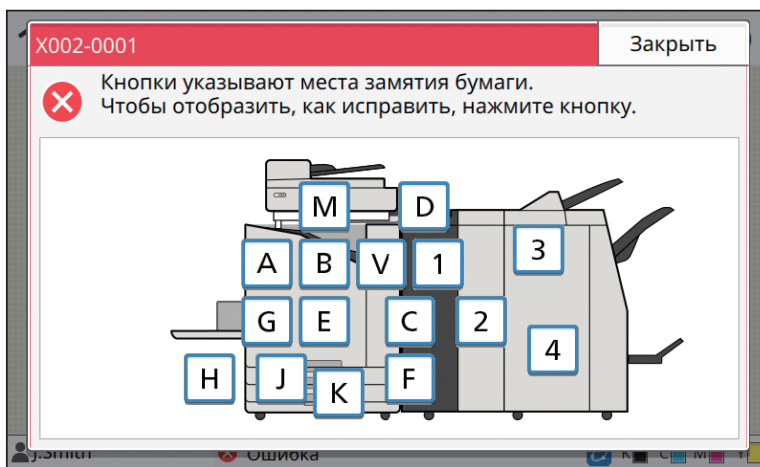 X002-0001
Закрыть
Кнопки указывают места замятия бумаги.
Чтобы отобразить, как исправить, нажмите кнопку.
M D
A B V 1 3
G E C 2 4
H J K F
J.Smith Ошибка K C M Y